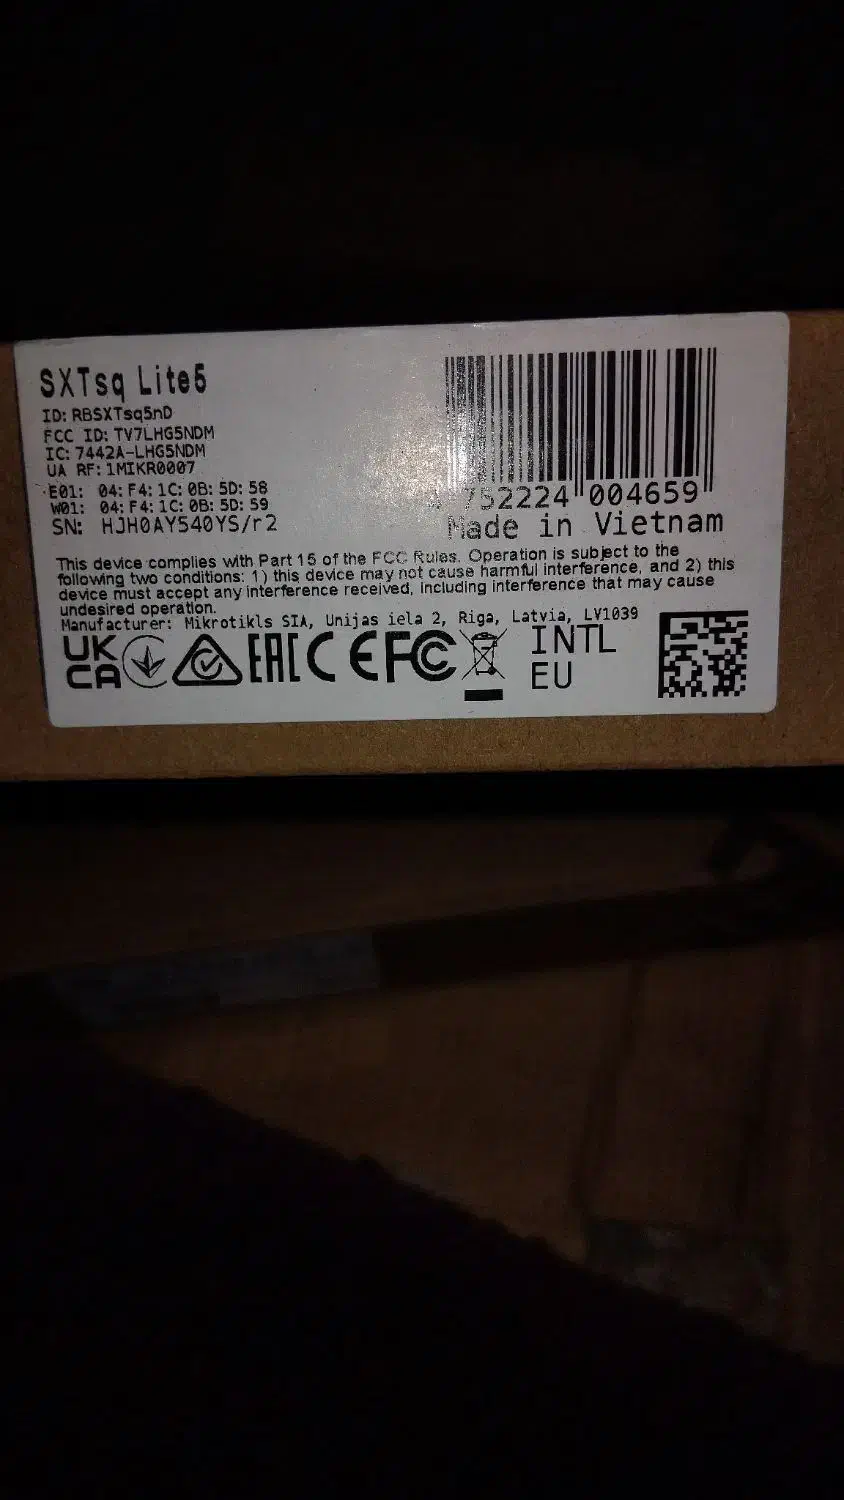 SXTsq Lite5
ID: RBSXTsq5nD
FCC ID: TV7LHG5NDM
IC: 7442A-LHG5NDM
UA RF: 1MIKR0007
E01: 04:F4:1C:0B:5D:58
W01: 04:F4:1C:0B:5D:59
SN: HJH0AY540YS/r2
4 752224 004659
Made in Vietnam
This device complies with Part 15 of the FCC Rules. Operation is subject to the
following two conditions: 1) this device may not cause harmful interference, and 2) this
device must accept any interference received, including interference that may cause
undesired operation.
Manufacturer: Mikrotikls SIA, Unijas iela 2, Riga, Latvia, LV1039
UK
CA
EAC CE FC
INTL
EU